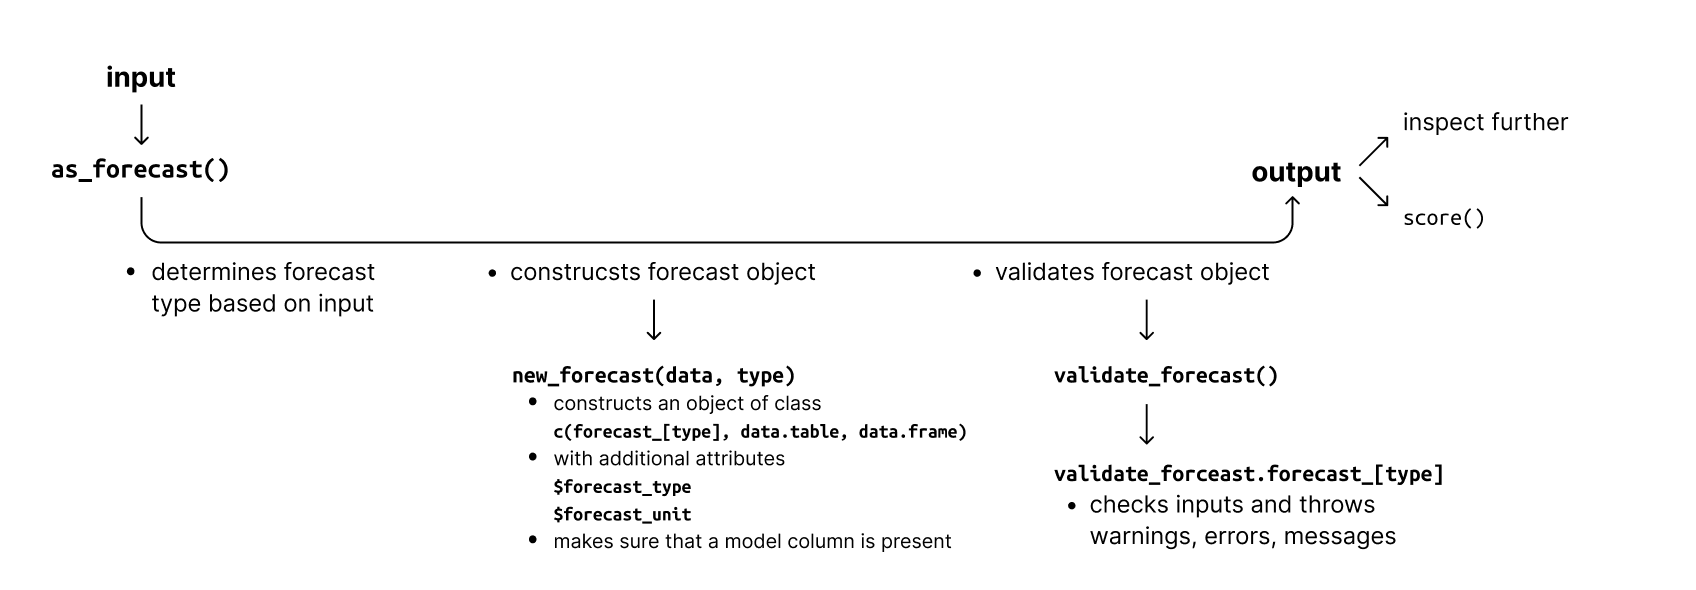 input
as_forecast()
output
inspect further
score()
• determines forecast
type based on input
• construcsts forecast object
new_forecast(data, type)
• constructs an object of class
c(forecast_[type], data.table, data.frame)
• with additional attributes
$forecast_type
$forecast_unit
• makes sure that a model column is present
• validates forecast object
validate_forecast()
validate_forceast.forecast_[type]
• checks inputs and throws
warnings, errors, messages